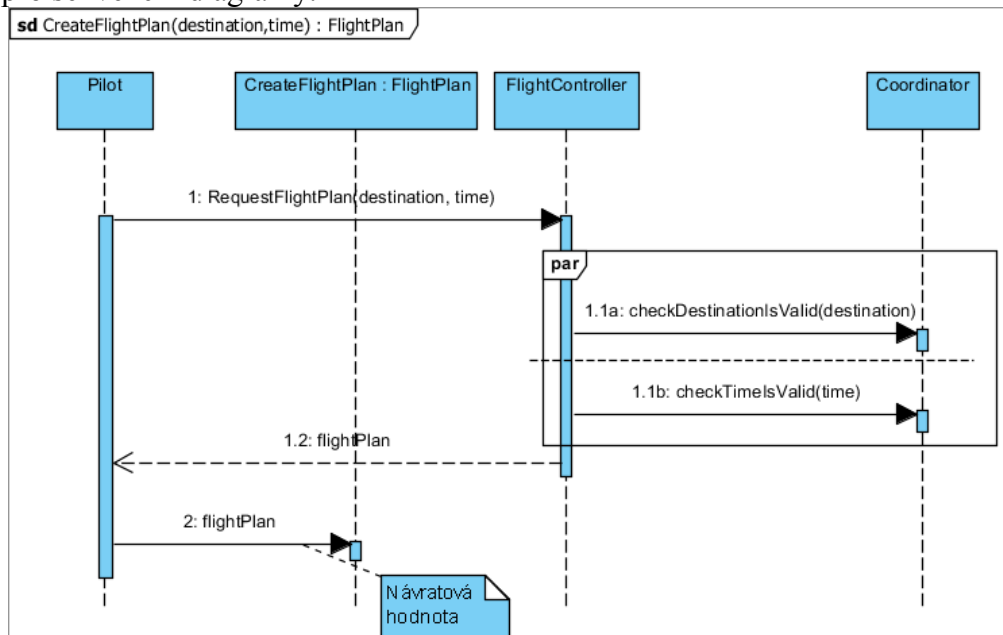 sd CreateFlightPlan(destination,time) : FlightPlan
Pilot
CreateFlightPlan : FlightPlan
FlightController
Coordinator
1: RequestFlightPlan(destination, time)
par
1.1a: checkDestinationIsValid(destination)
1.1b: checkTimeIsValid(time)
1.2: flightPlan
2: flightPlan
Návratová
hodnota